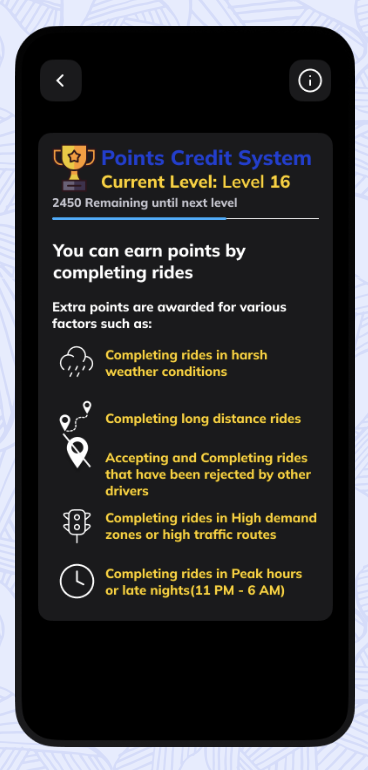 Points Credit System
Current Level: Level 16
2450 Remaining until next level
You can earn points by
completing rides
Extra points are awarded for various
factors such as:
Completing rides in harsh
weather conditions
Completing long distance rides
Accepting and Completing rides
that have been rejected by other
drivers
Completing rides in High demand
zones or high traffic routes
Completing rides in Peak hours
or late nights(11 PM - 6 AM)